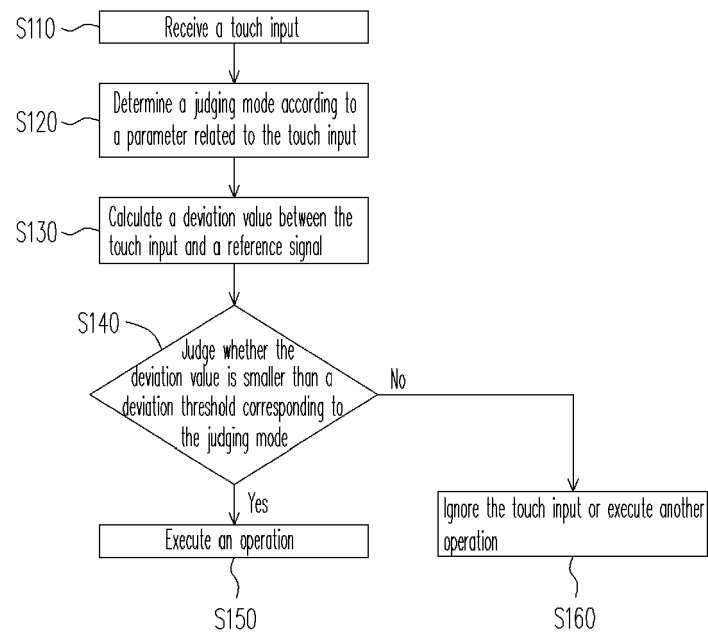 S110
Receive a touch input
S120
Determine a judging mode according to
a parameter related to the touch input
S130
Calculate a deviation value between the
touch input and a reference signal
S140
Judge whether the
deviation value is smaller than a
deviation threshold corresponding to
the judging mode
No
Yes
Execute an operation
Ignore the touch input or execute another
operation
S150
S160